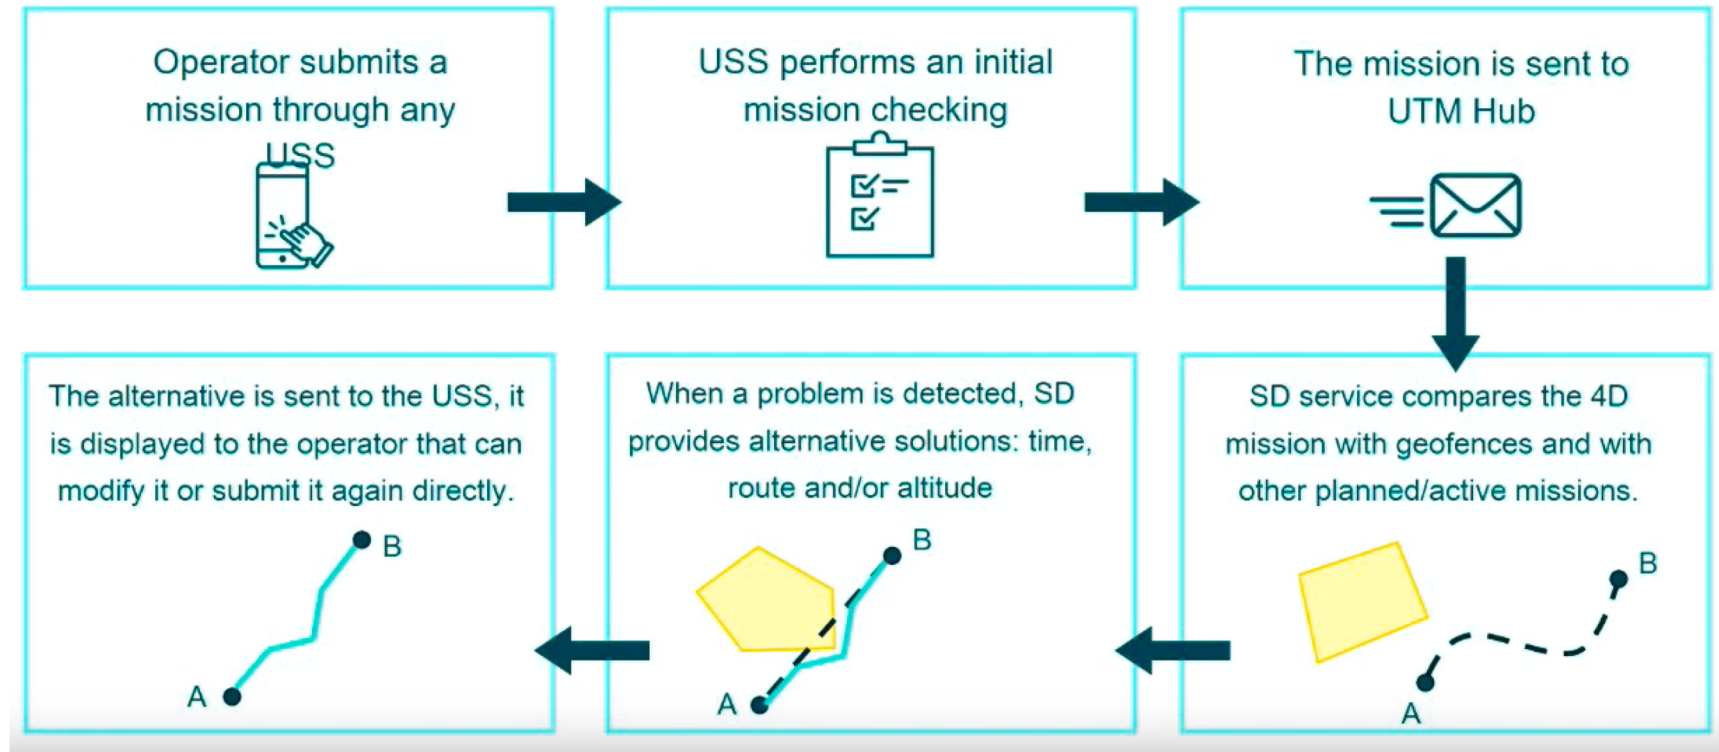 Operator submits a
mission through any
USS
USS performs an initial
mission checking
The mission is sent to
UTM Hub
SD service compares the 4D
mission with geofences and with
other planned/active missions.
B
A
When a problem is detected, SD
provides alternative solutions: time,
route and/or altitude
B
A
The alternative is sent to the USS, it
is displayed to the operator that can
modify it or submit it again directly.
B
A